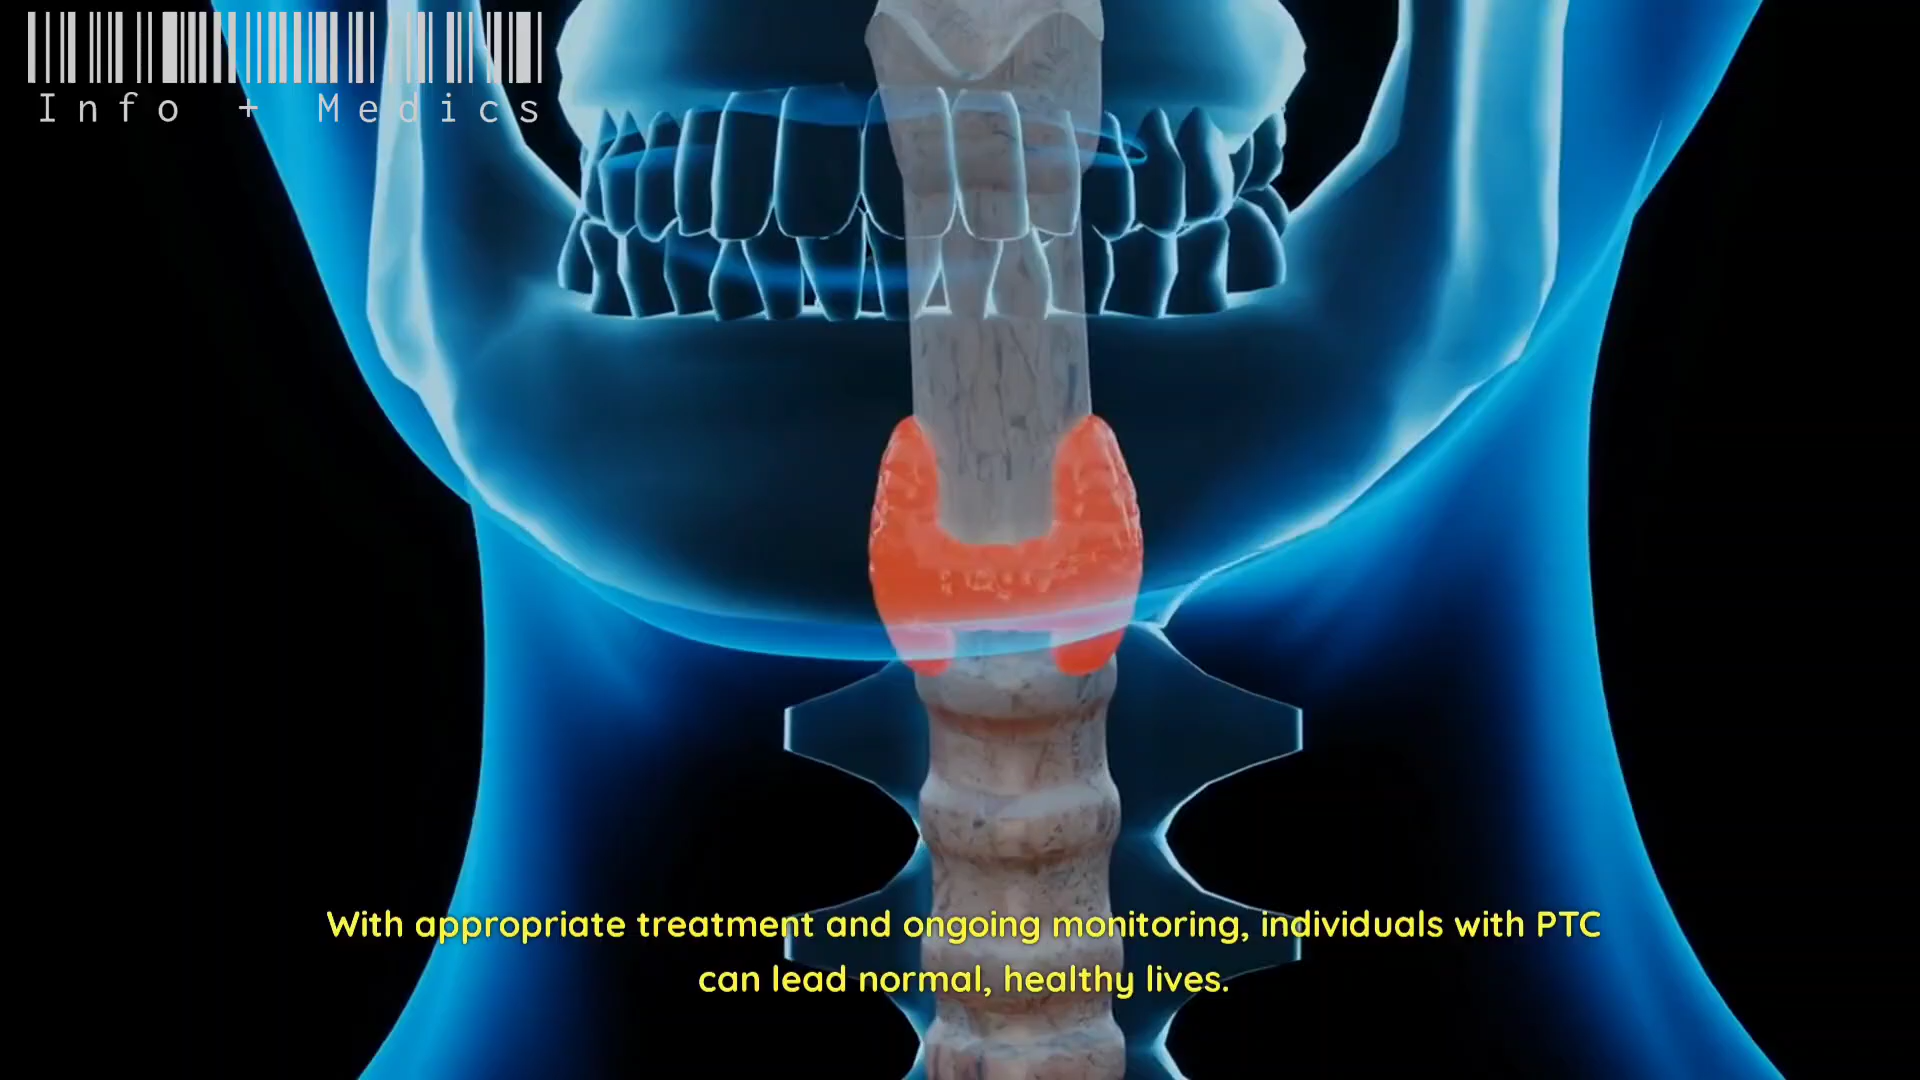 Info + Medics
With appropriate treatment and ongoing monitoring, individuals with PTC
can lead normal, healthy lives.